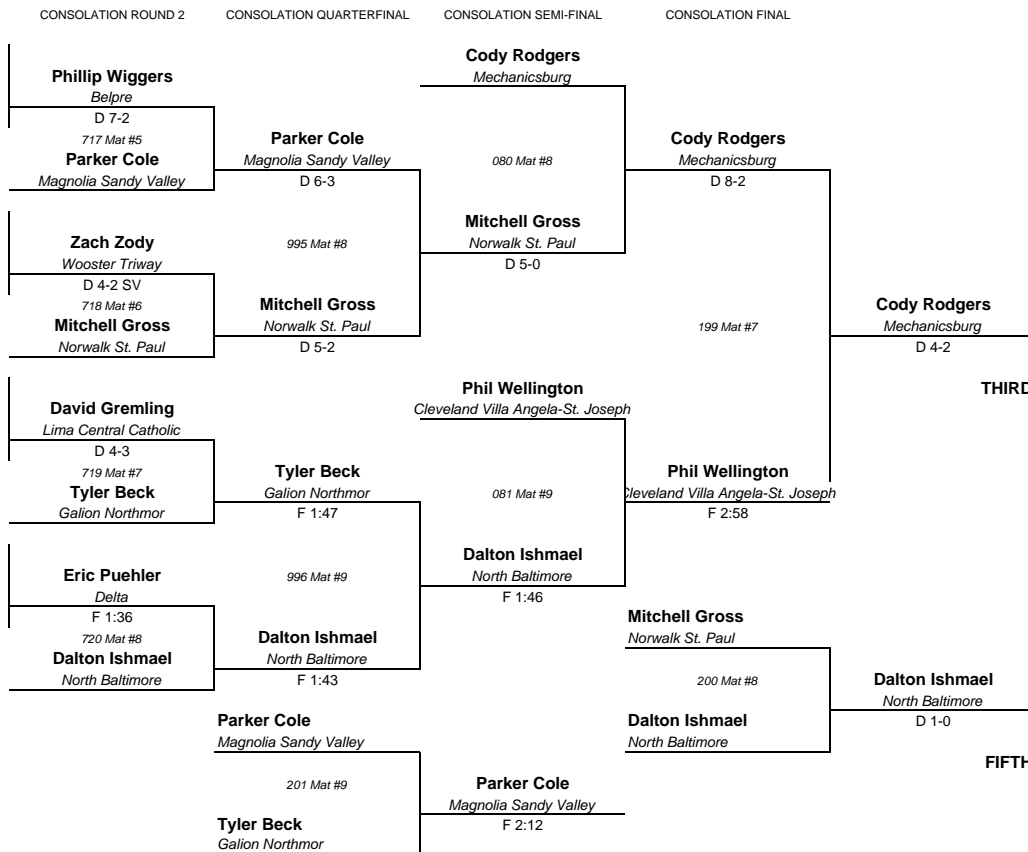 CONSOLATION ROUND 2
CONSOLATION QUARTERFINAL
CONSOLATION SEMI-FINAL
CONSOLATION FINAL
Phillip Wiggers
Belpre
D 7-2
717 Mat #5
Parker Cole
Magnolia Sandy Valley
Zach Zody
Wooster Triway
D 4-2 SV
718 Mat #6
Mitchell Gross
Norwalk St. Paul
David Gremling
Lima Central Catholic
D 4-3
719 Mat #7
Tyler Beck
Galion Northmor
Eric Puehler
Delta
F 1:36
720 Mat #8
Dalton Ishmael
North Baltimore
Parker Cole
Magnolia Sandy Valley
D 6-3
995 Mat #8
Mitchell Gross
Norwalk St. Paul
D 5-2
Tyler Beck
Galion Northmor
F 1:47
996 Mat #9
Dalton Ishmael
North Baltimore
F 1:43
Parker Cole
Magnolia Sandy Valley
201 Mat #9
Tyler Beck
Galion Northmor
Cody Rodgers
Mechanicsburg
080 Mat #8
Mitchell Gross
Norwalk St. Paul
D 5-0
Phil Wellington
Cleveland Villa Angela-St. Joseph
081 Mat #9
Dalton Ishmael
North Baltimore
F 1:46
Parker Cole
Magnolia Sandy Valley
F 2:12
Cody Rodgers
Mechanicsburg
D 8-2
199 Mat #7
Phil Wellington
Cleveland Villa Angela-St. Joseph
F 2:58
Mitchell Gross
Norwalk St. Paul
200 Mat #8
Dalton Ishmael
North Baltimore
Cody Rodgers
Mechanicsburg
D 4-2
THIRD
Dalton Ishmael
North Baltimore
D 1-0
FIFTH